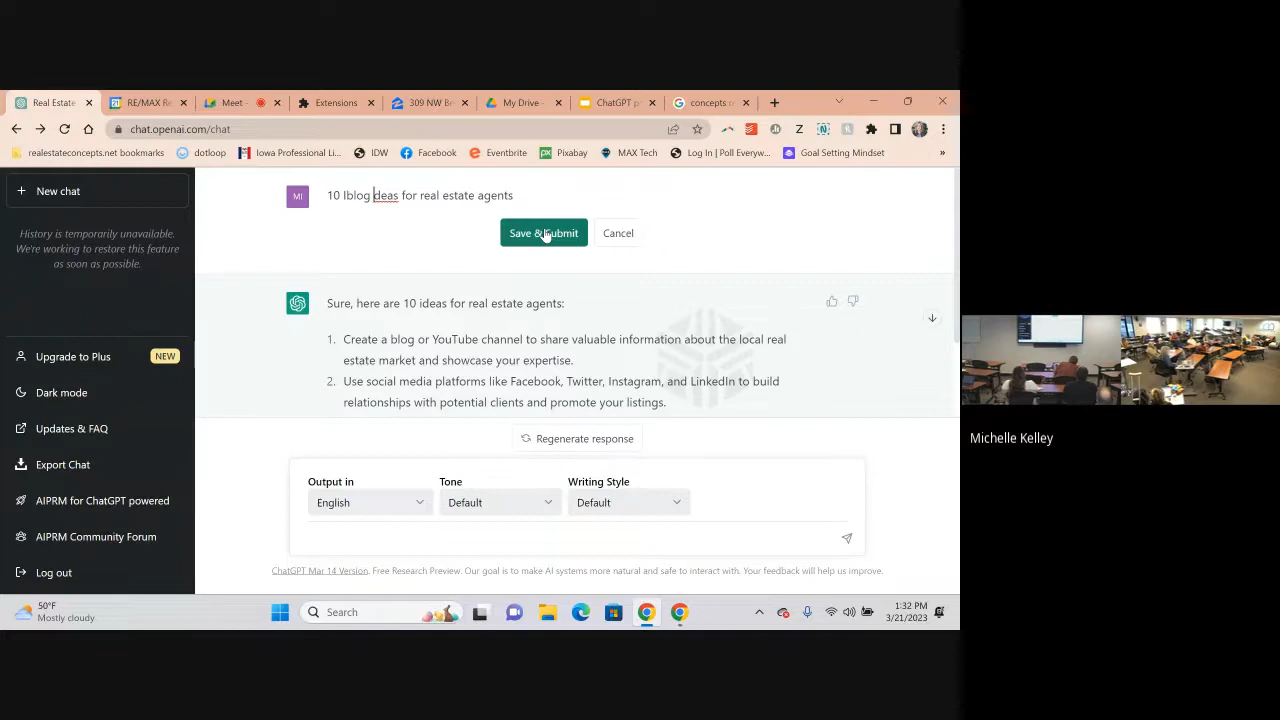 Real Estate
RE/MAX Re
Meet -
Extensions
309 NW Be
My Drive -
ChatGPT p
concepts r
chat.openai.com/chat
realestateconcepts.net bookmarks
dotloop
Iowa Professional Li...
IDW
Facebook
Eventbrite
Pixabay
MAX Tech
Log In | Poll Everyw...
Goal Setting Mindset
New chat
MI
10 Iblog deas for real estate agents
History is temporarily unavailable.
We're working to restore this feature
as soon as possible.
Save & Submit
Cancel
Sure, here are 10 ideas for real estate agents:
1. Create a blog or YouTube channel to share valuable information about the local real
estate market and showcase your expertise.
2. Use social media platforms like Facebook, Twitter, Instagram, and LinkedIn to build
relationships with potential clients and promote your listings.
Upgrade to Plus
NEW
Dark mode
Updates & FAQ
Export Chat
AIPRM for ChatGPT powered
AIPRM Community Forum
Log out
Regenerate response
Output in
Tone
Writing Style
English
Default
Default
ChatGPT Mar 14 Version. Free Research Preview. Our goal is to make AI systems more natural and safe to interact with. Your feedback will help us improve.
Michelle Kelley
50°F
Mostly cloudy
Search
1:32 PM
3/21/2023